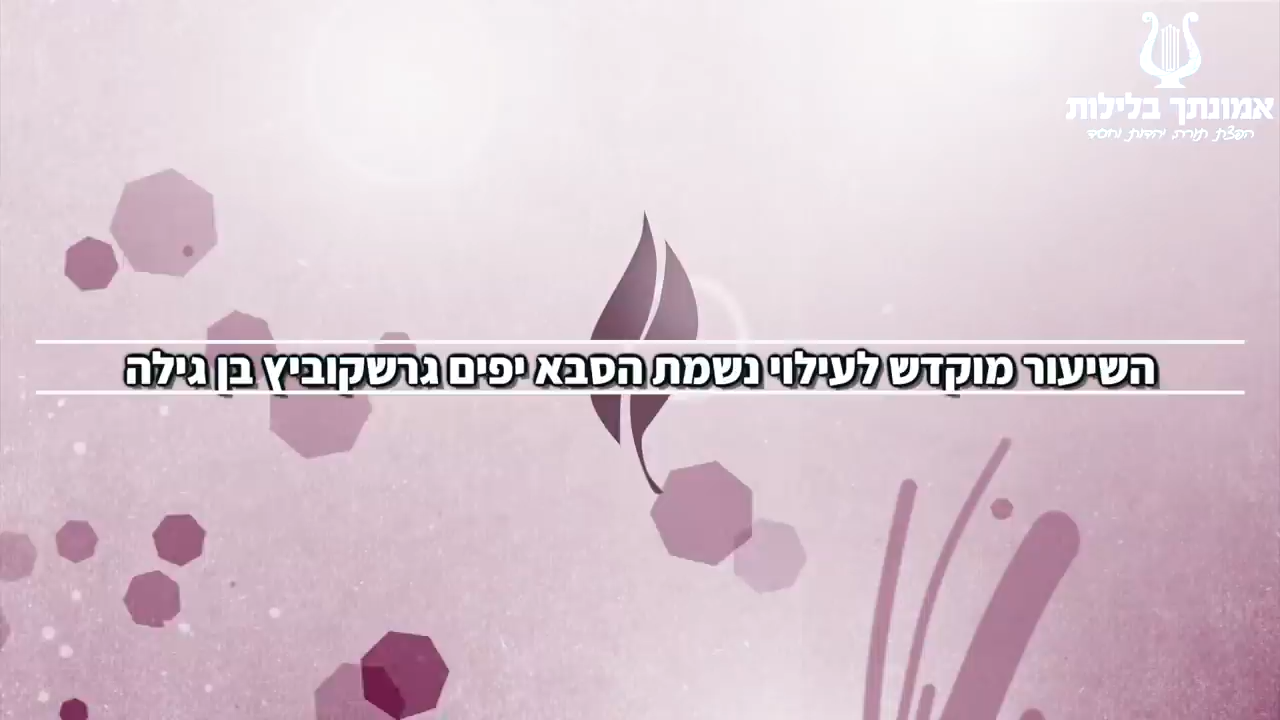 אמונתך בלילות
הפצת תורה, יהדות וחסד
השיעור מוקדש לעילוי נשמת הסבא יפים גרשקוביץ בן גילה